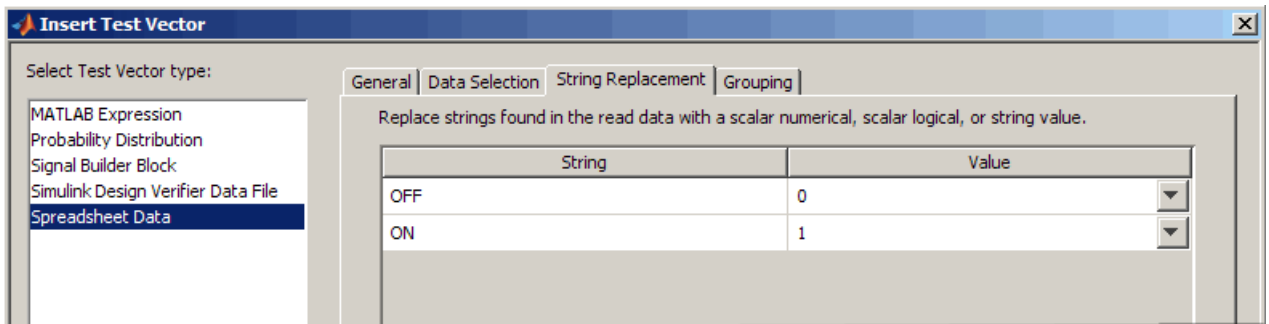 Insert Test Vector
Select Test Vector type:
MATLAB Expression
Probability Distribution
Signal Builder Block
Simulink Design Verifier Data File
Spreadsheet Data
General Data Selection String Replacement Grouping
Replace strings found in the read data with a scalar numerical, scalar logical, or string value.
String Value
OFF 0
ON 1